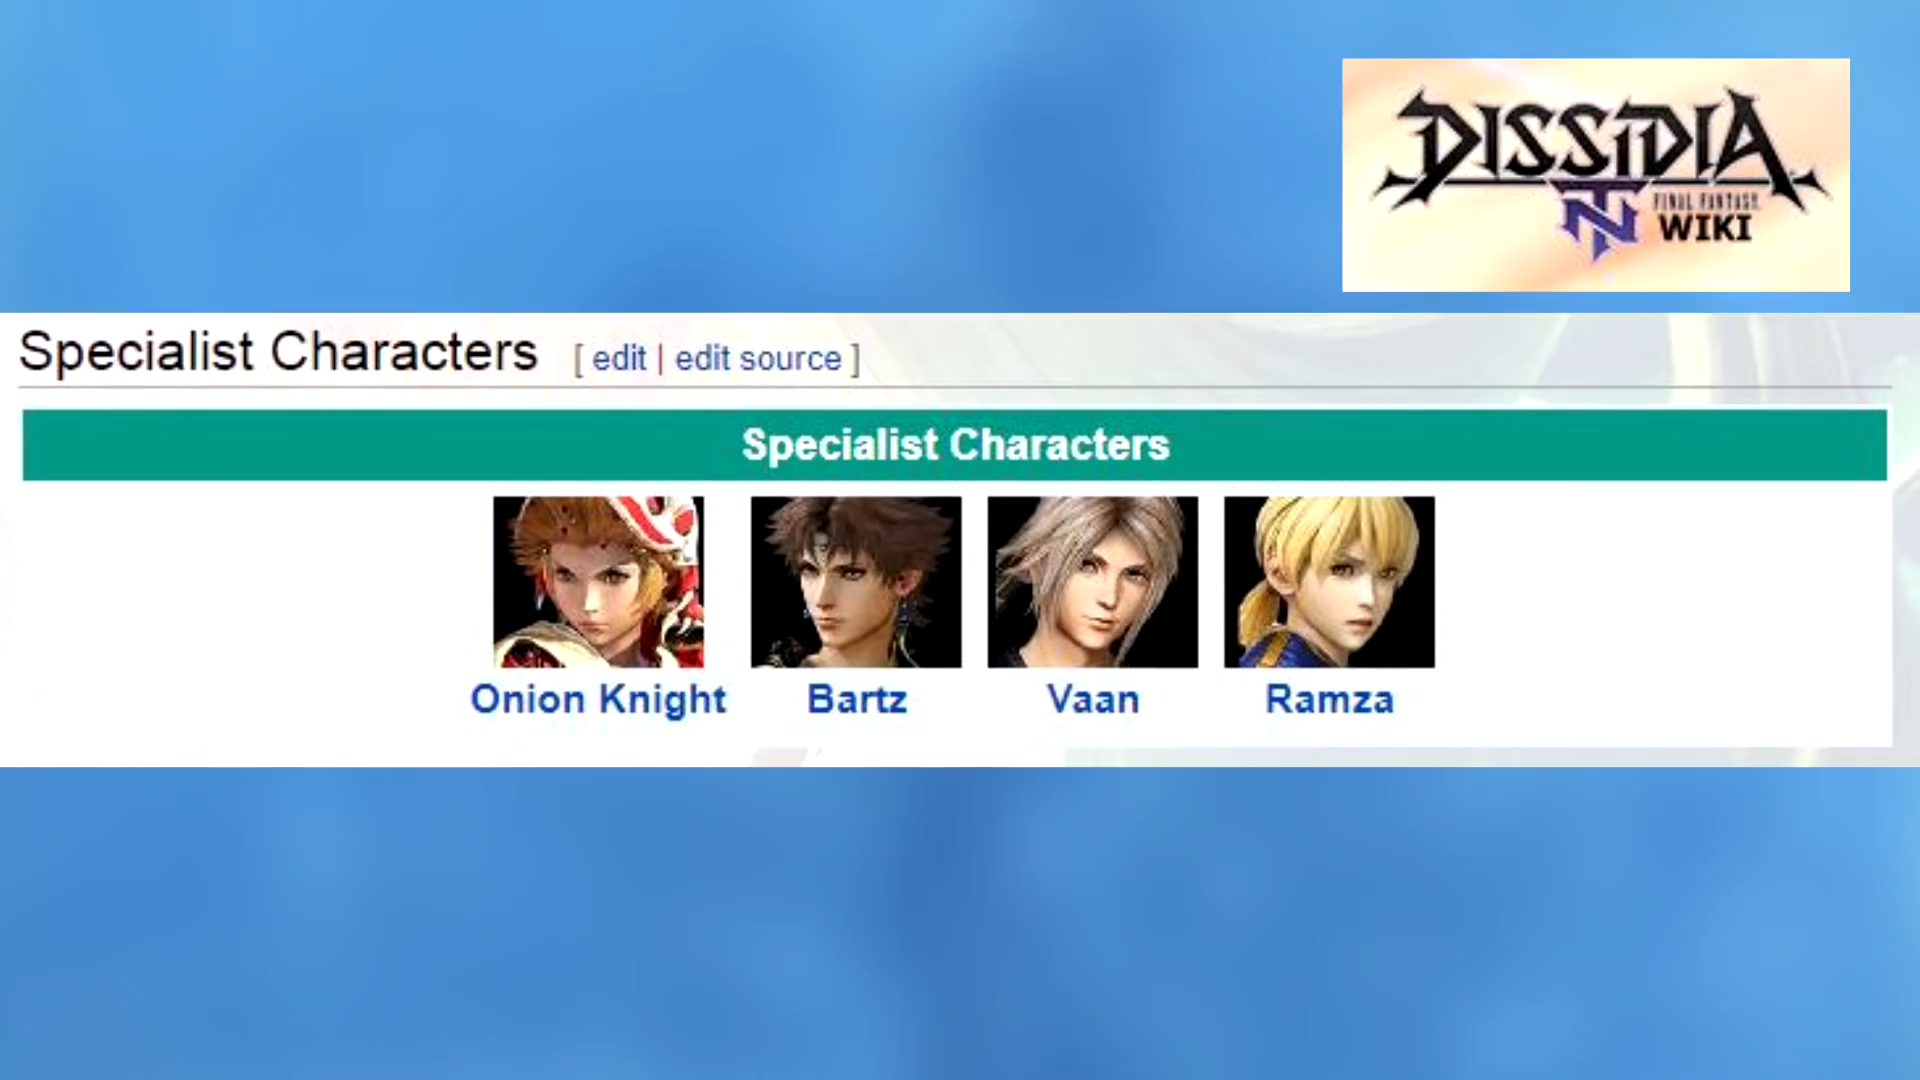 DISSIDIA
NT FINAL FANTASY
WIKI
Specialist Characters [ edit | edit source ]
Specialist Characters
Onion Knight Bartz Vaan Ramza